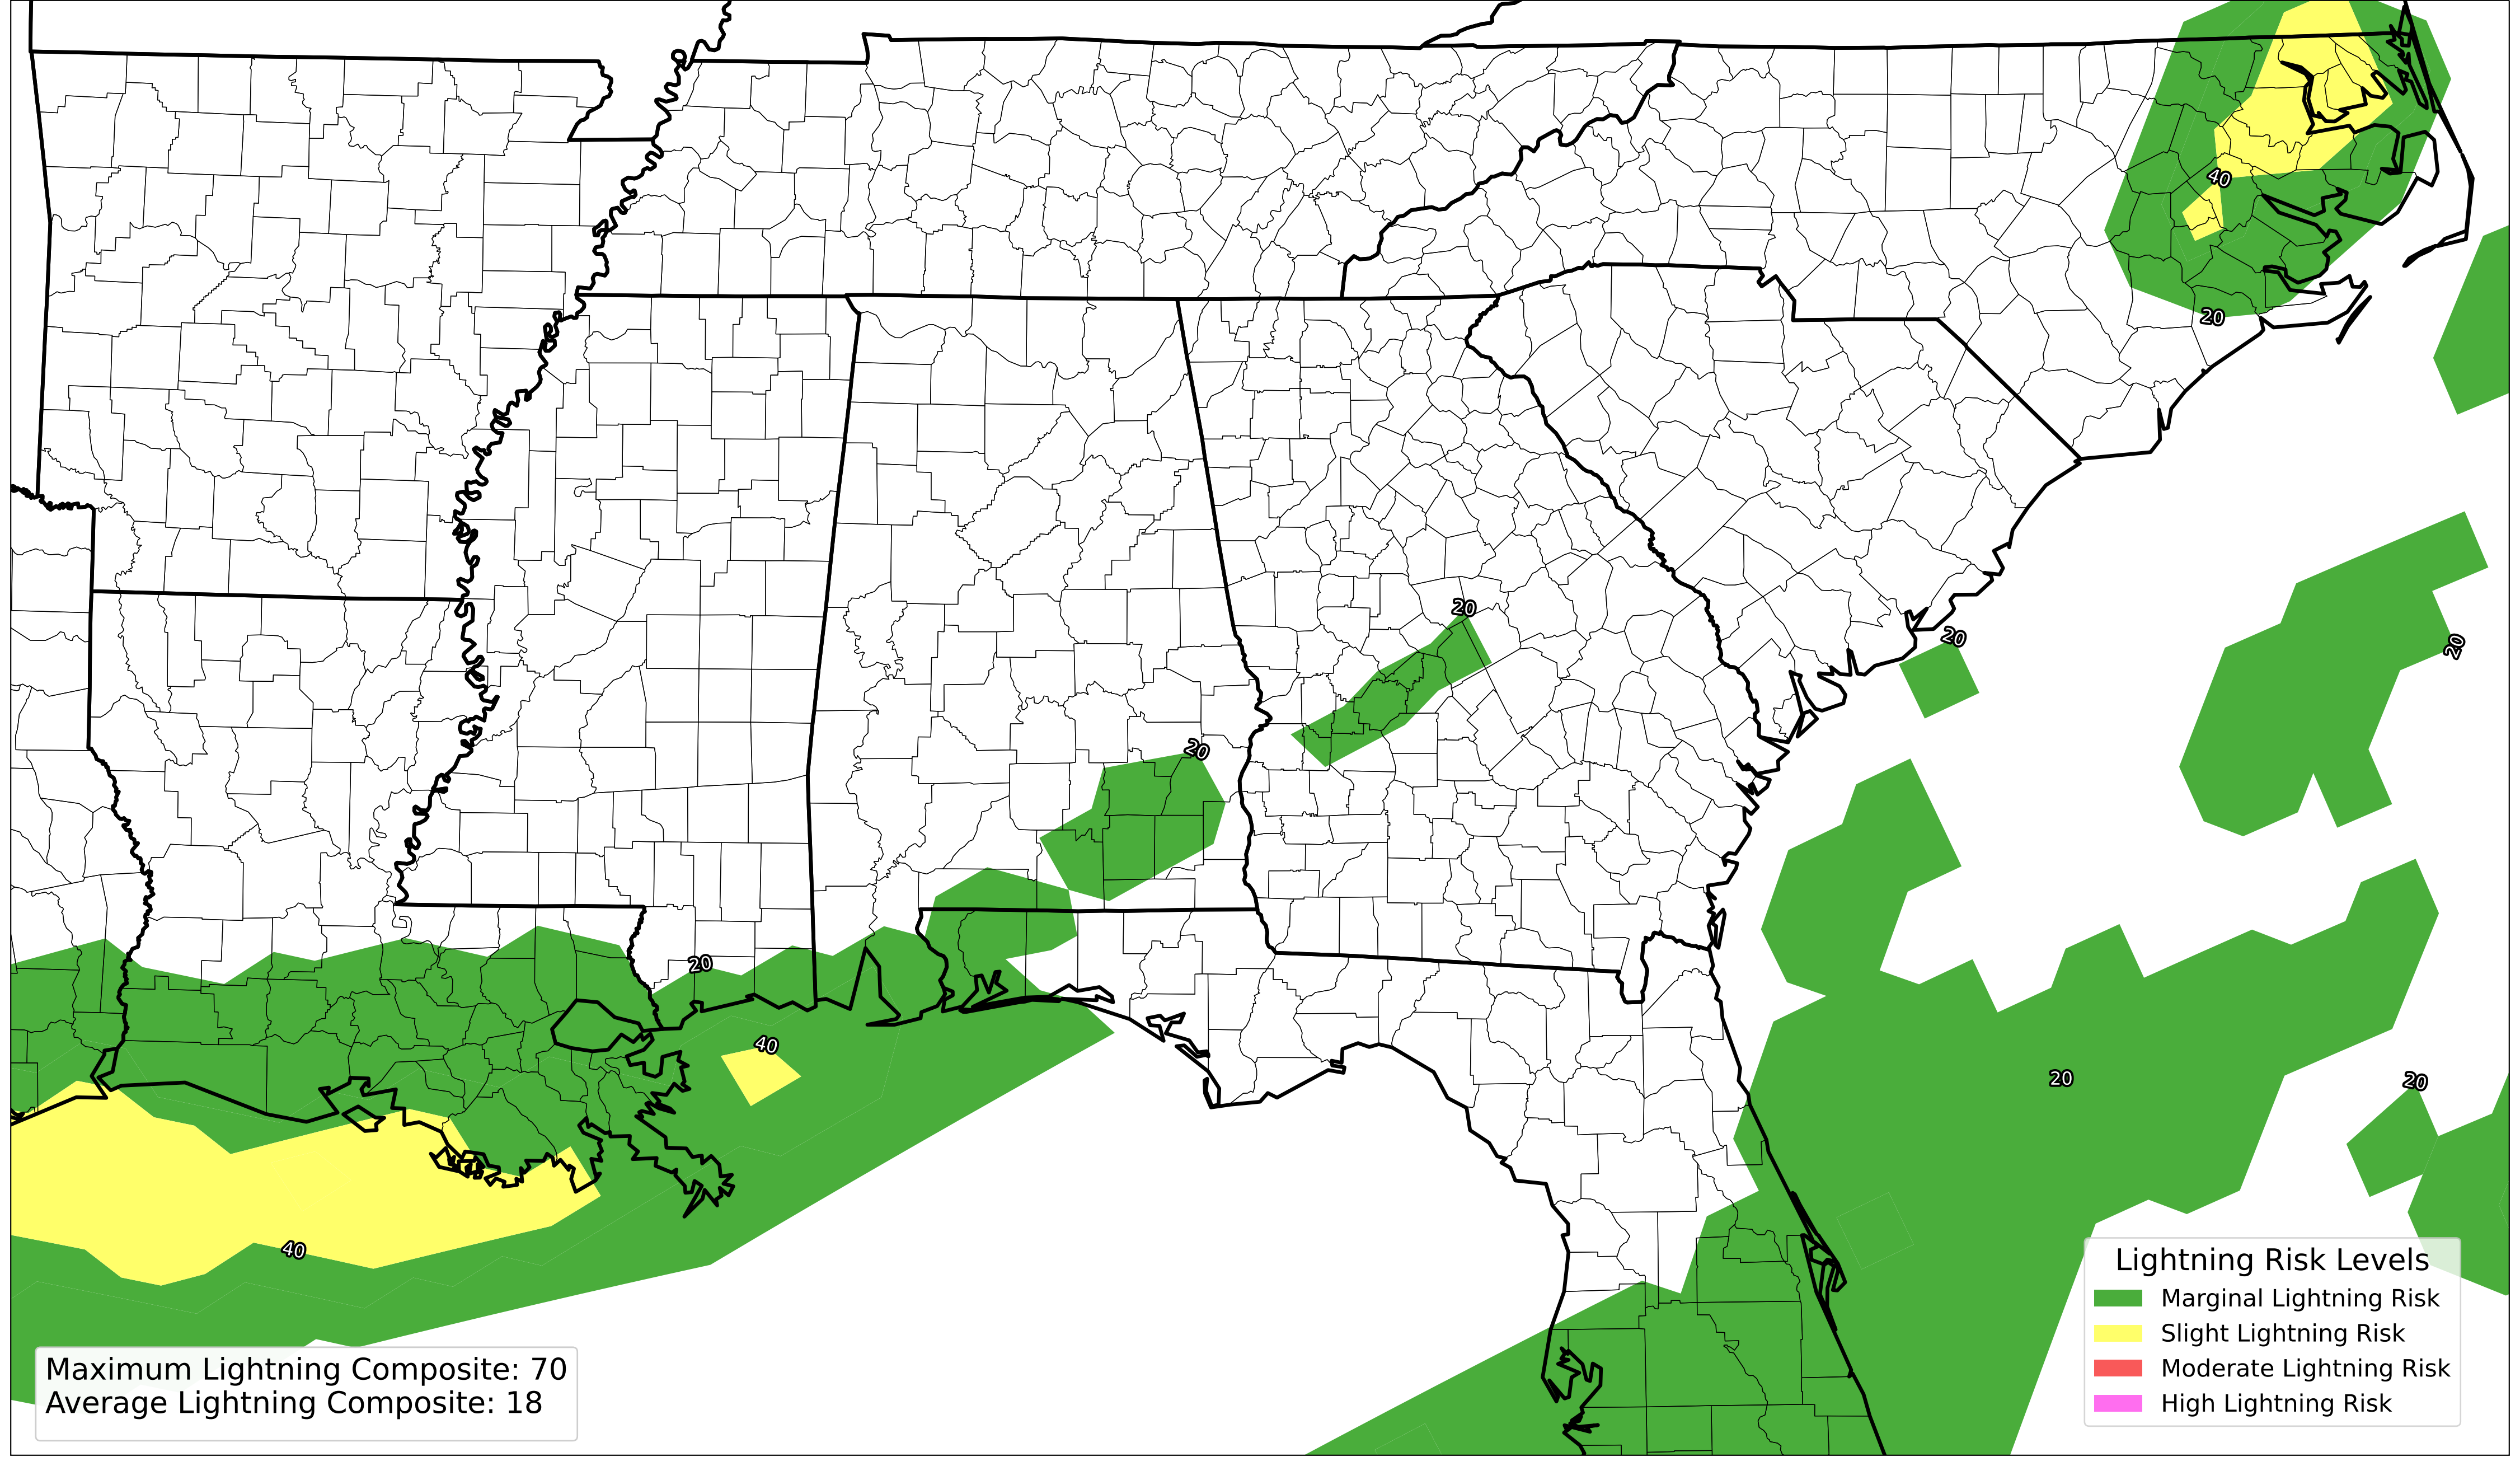 40
20
20
20
20
20
20
40
20
20
40
Lightning Risk Levels
Marginal Lightning Risk
Slight Lightning Risk
Moderate Lightning Risk
High Lightning Risk
Maximum Lightning Composite: 70
Average Lightning Composite: 18